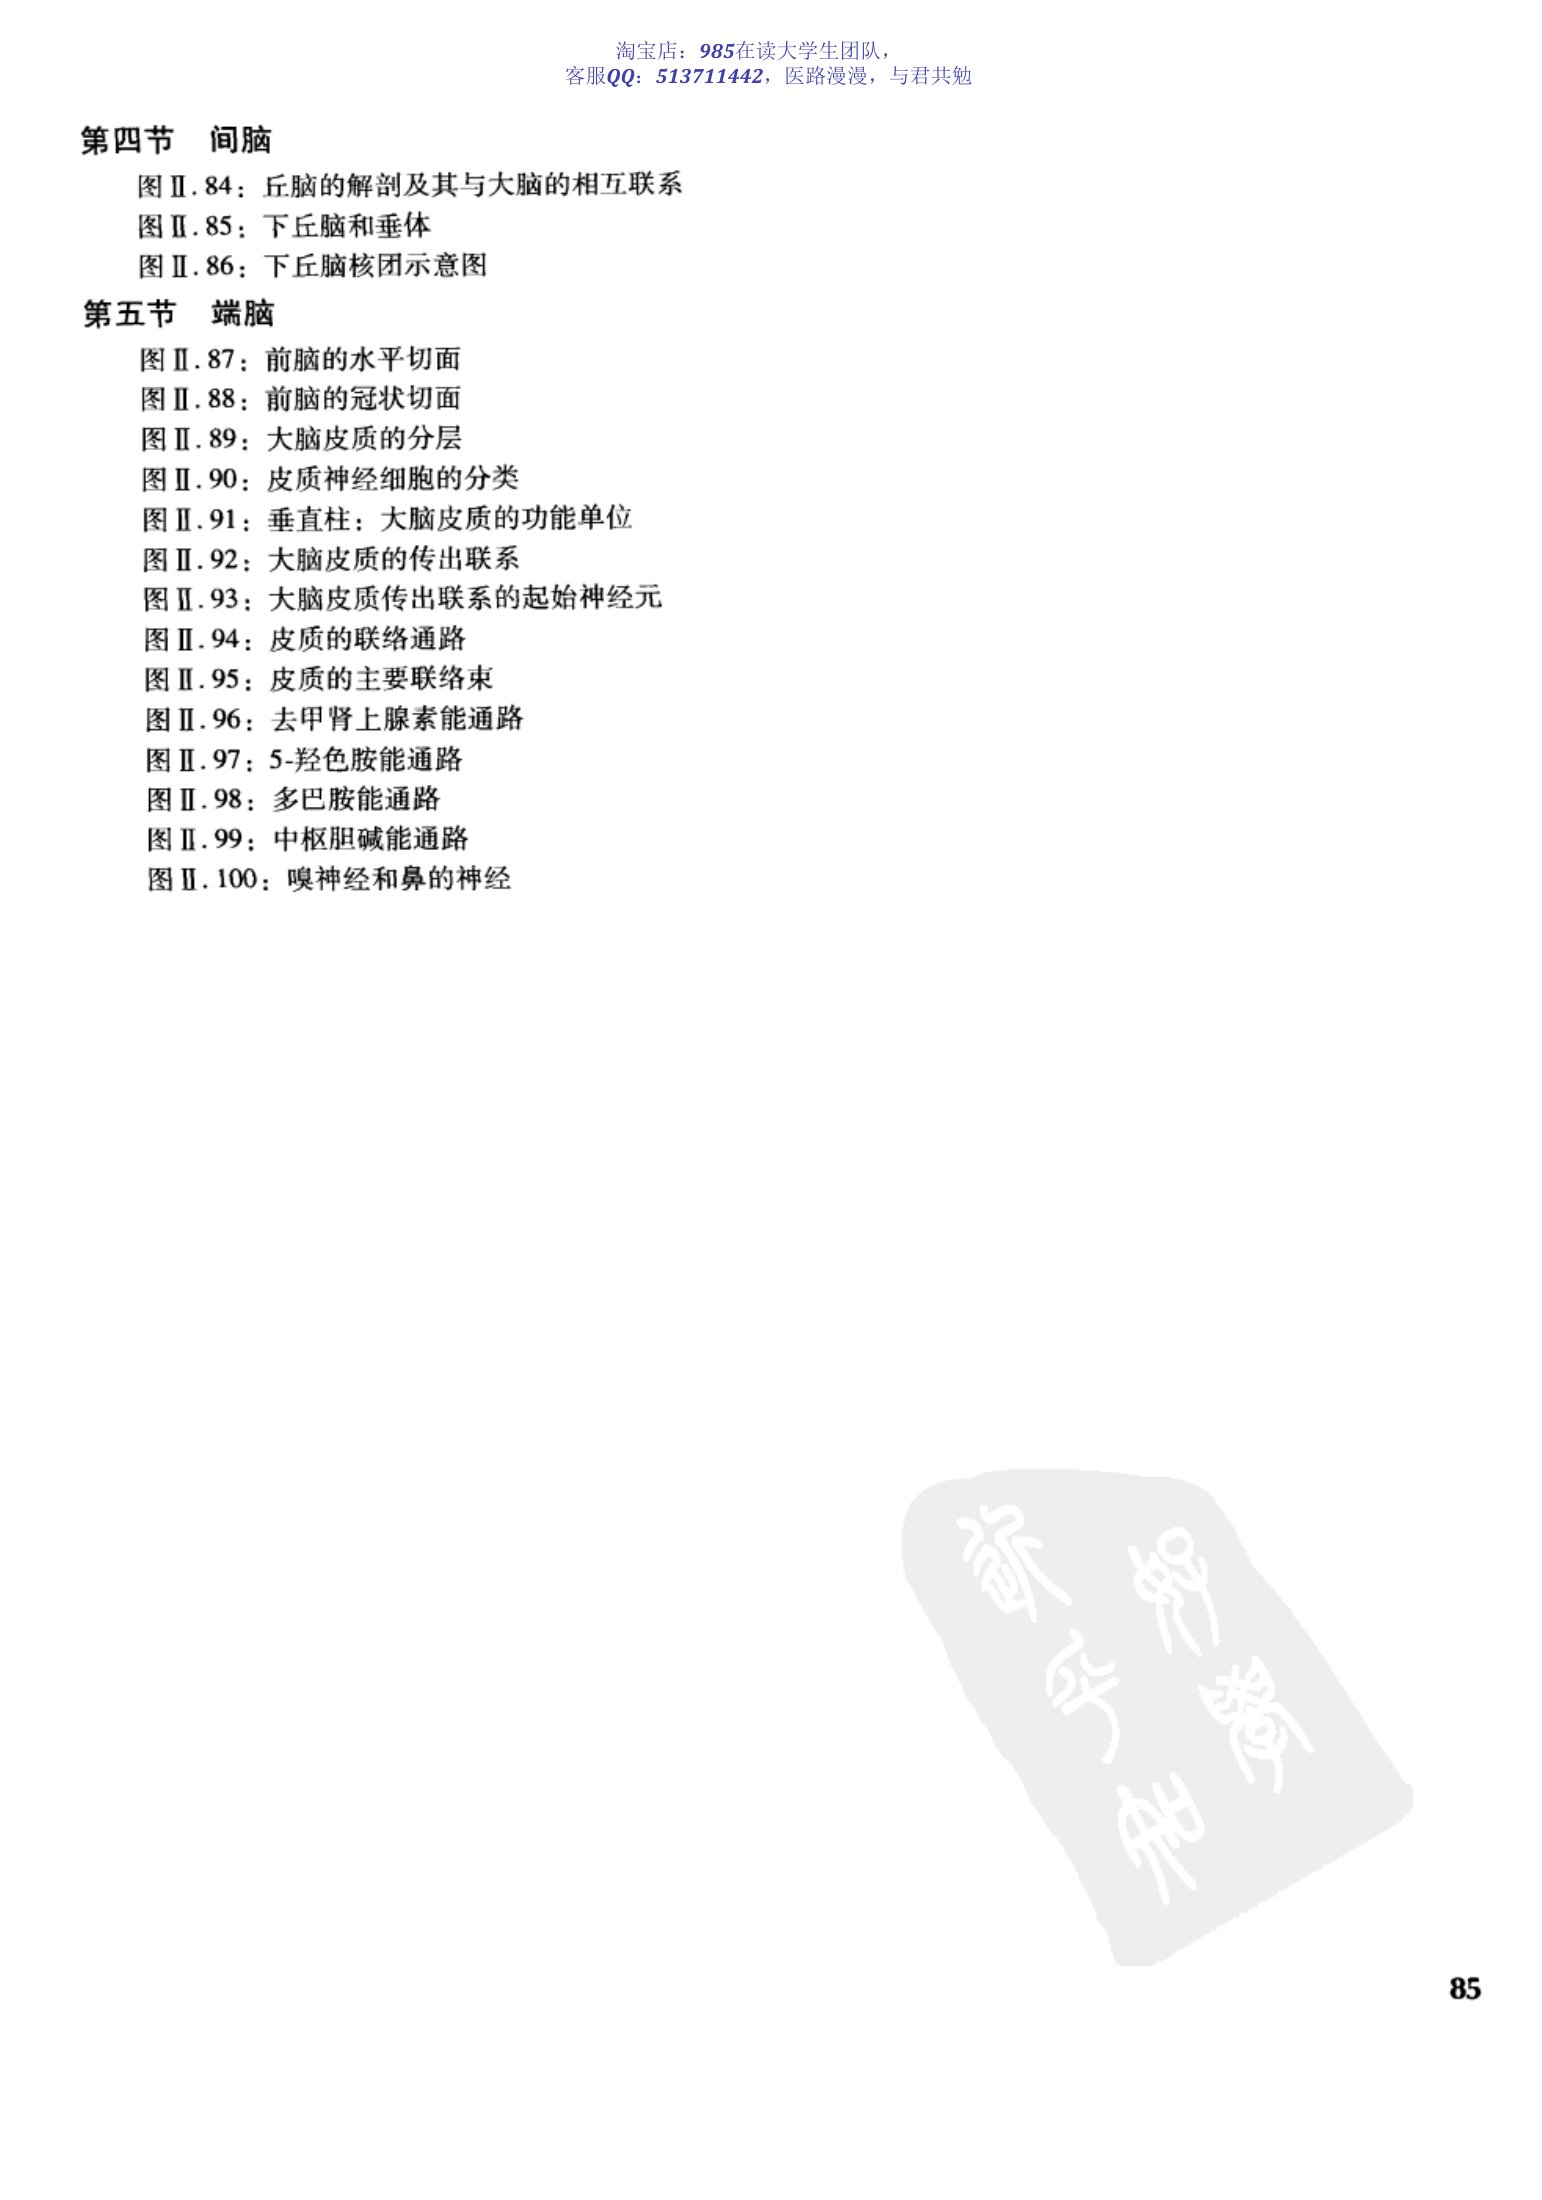 淘宝店：985在读大学生团队，
客服QQ：513711442，医路漫漫，与君共勉
第四节 间脑
图Ⅱ.84：丘脑的解剖及其与大脑的相互联系
图Ⅱ.85：下丘脑和垂体
图Ⅱ.86：下丘脑核团示意图
第五节 端脑
图Ⅱ.87：前脑的水平切面
图Ⅱ.88：前脑的冠状切面
图Ⅱ.89：大脑皮质的分层
图Ⅱ.90：皮质神经细胞的分类
图Ⅱ.91：垂直柱：大脑皮质的功能单位
图Ⅱ.92：大脑皮质的传出联系
图Ⅱ.93：大脑皮质传出联系的起始神经元
图Ⅱ.94：皮质的联络通路
图Ⅱ.95：皮质的主要联络束
图Ⅱ.96：去甲肾上腺素能通路
图Ⅱ.97：5-羟色胺能通路
图Ⅱ.98：多巴胺能通路
图Ⅱ.99：中枢胆碱能通路
图Ⅱ.100：嗅神经和鼻的神经
85